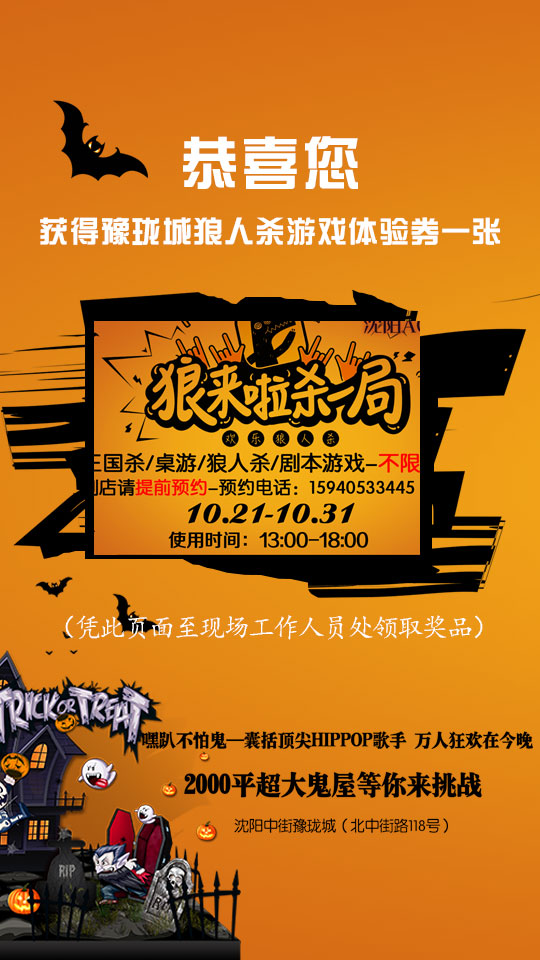 恭喜您
获得豫珑城狼人杀游戏体验券一张
沈阳A
狼来啦杀一局
欢乐狼人杀
三国杀/桌游/狼人杀/剧本游戏-不限
到店请提前预约-预约电话：15940533445
10.21-10.31
使用时间：13:00-18:00
（凭此页面至现场工作人员处领取奖品）
TRICK OR TREAT
嘿趴不怕鬼—囊括顶尖HIPPOP歌手 万人狂欢在今晚
2000平超大鬼屋等你来挑战
沈阳中街豫珑城（北中街路118号）
RIP